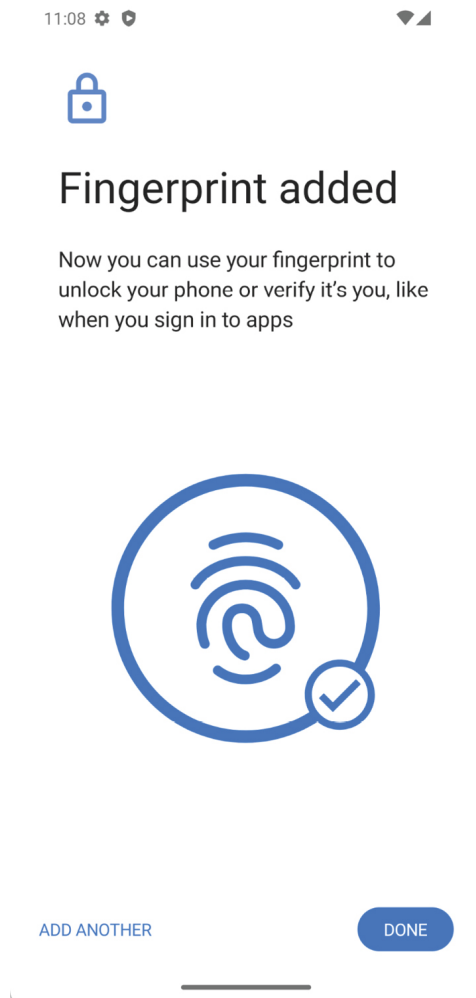 11:08
Fingerprint added
Now you can use your fingerprint to
unlock your phone or verify it’s you, like
when you sign in to apps
ADD ANOTHER
DONE